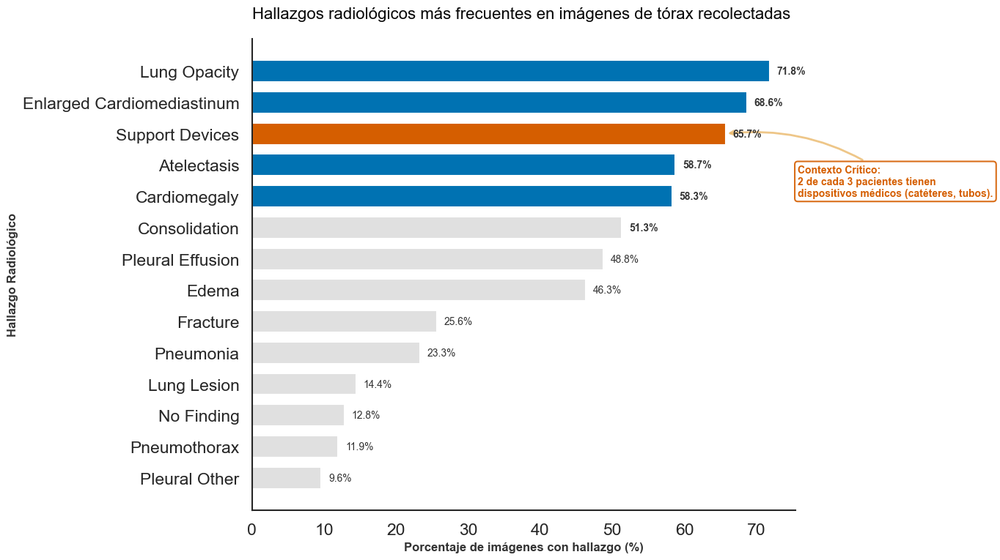 Hallazgos radiológicos más frecuentes en imágenes de tórax recolectadas
Hallazgo Radiológico
Lung Opacity 71.8%
Enlarged Cardiomediastinum 68.6%
Support Devices 65.7%
Atelectasis 58.7%
Cardiomegaly 58.3%
Consolidation 51.3%
Pleural Effusion 48.8%
Edema 46.3%
Fracture 25.6%
Pneumonia 23.3%
Lung Lesion 14.4%
No Finding 12.8%
Pneumothorax 11.9%
Pleural Other 9.6%
Contexto Crítico:
2 de cada 3 pacientes tienen
dispositivos médicos (catéteres, tubos).
0 10 20 30 40 50 60 70
Porcentaje de imágenes con hallazgo (%)